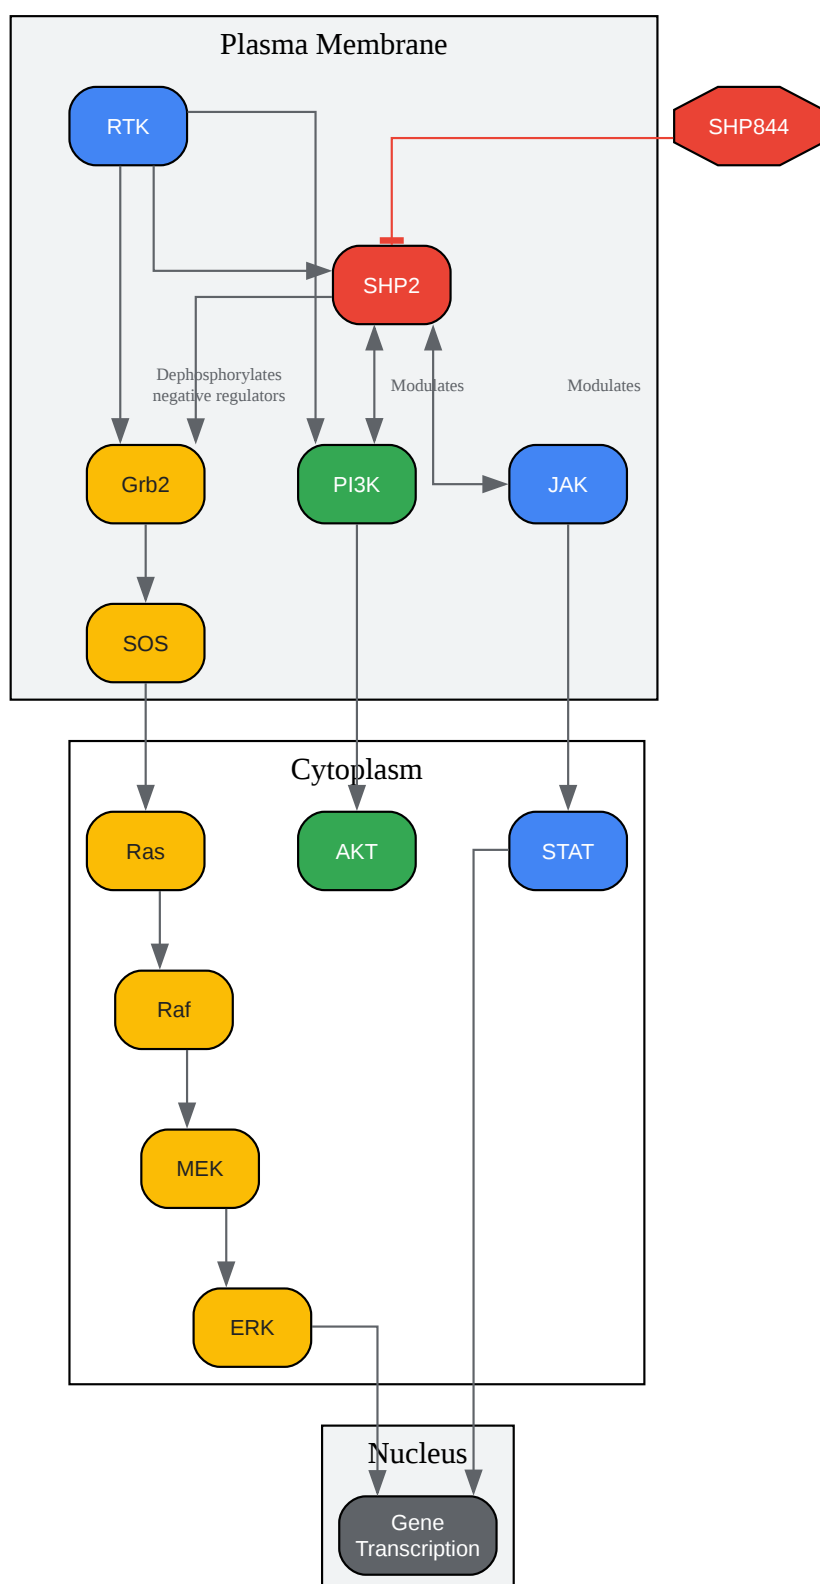 Plasma Membrane
RTK
SHP844
SHP2
Dephosphorylates
negative regulators
Modulates
Modulates
Grb2
PI3K
JAK
SOS
Cytoplasm
Ras
AKT
STAT
Raf
MEK
ERK
Nucleus
Gene
Transcription